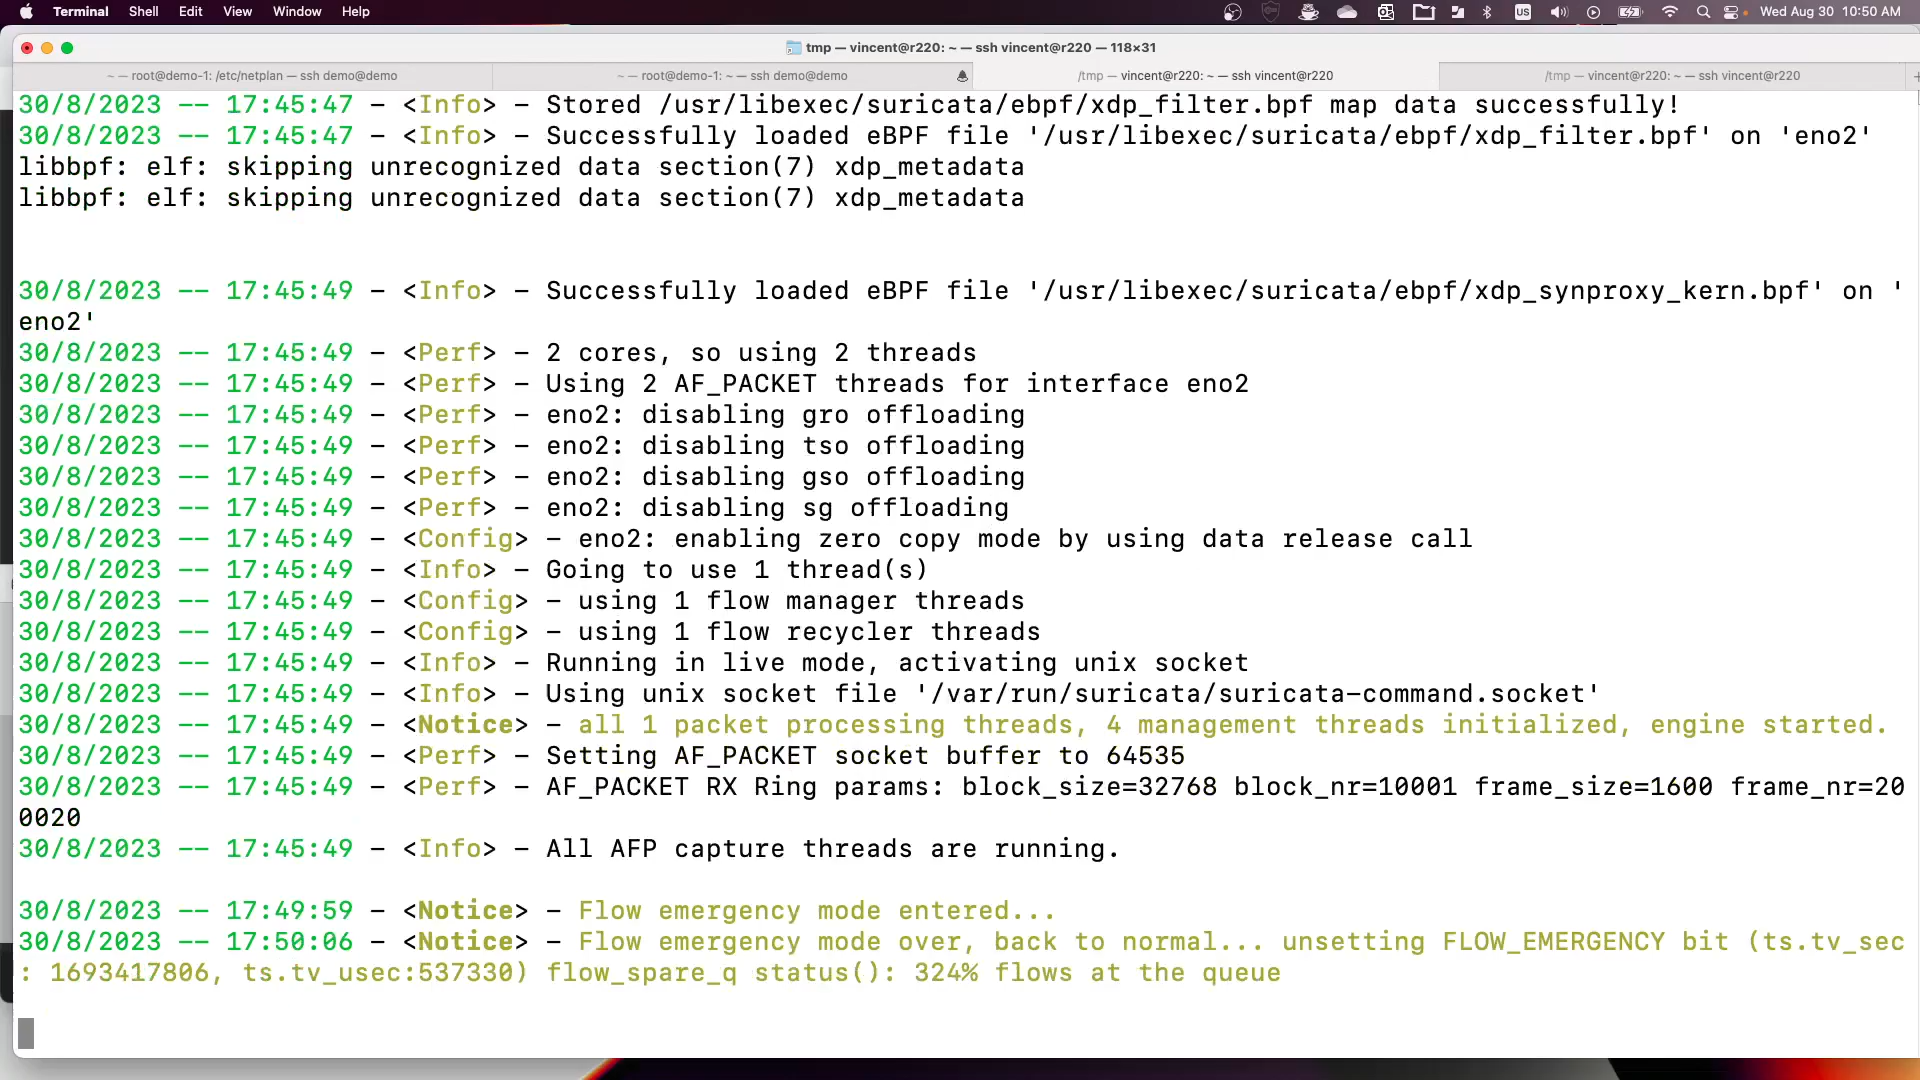 Terminal Shell Edit View Window Help US Wed Aug 30 10:50 AM
tmp — vincent@r220: ~ — ssh vincent@r220 — 118×31
~ — root@demo-1: /etc/netplan — ssh demo@demo ~ — root@demo-1: ~ — ssh demo@demo /tmp — vincent@r220: ~ — ssh vincent@r220 /tmp — vincent@r220: ~ — ssh vincent@r220 +
30/8/2023 -- 17:45:47 - <Info> - Stored /usr/libexec/suricata/ebpf/xdp_filter.bpf map data successfully!
30/8/2023 -- 17:45:47 - <Info> - Successfully loaded eBPF file '/usr/libexec/suricata/ebpf/xdp_filter.bpf' on 'eno2'
libbpf: elf: skipping unrecognized data section(7) xdp_metadata
libbpf: elf: skipping unrecognized data section(7) xdp_metadata
30/8/2023 -- 17:45:49 - <Info> - Successfully loaded eBPF file '/usr/libexec/suricata/ebpf/xdp_synproxy_kern.bpf' on '
eno2'
30/8/2023 -- 17:45:49 - <Perf> - 2 cores, so using 2 threads
30/8/2023 -- 17:45:49 - <Perf> - Using 2 AF_PACKET threads for interface eno2
30/8/2023 -- 17:45:49 - <Perf> - eno2: disabling gro offloading
30/8/2023 -- 17:45:49 - <Perf> - eno2: disabling tso offloading
30/8/2023 -- 17:45:49 - <Perf> - eno2: disabling gso offloading
30/8/2023 -- 17:45:49 - <Perf> - eno2: disabling sg offloading
30/8/2023 -- 17:45:49 - <Config> - eno2: enabling zero copy mode by using data release call
30/8/2023 -- 17:45:49 - <Info> - Going to use 1 thread(s)
30/8/2023 -- 17:45:49 - <Config> - using 1 flow manager threads
30/8/2023 -- 17:45:49 - <Config> - using 1 flow recycler threads
30/8/2023 -- 17:45:49 - <Info> - Running in live mode, activating unix socket
30/8/2023 -- 17:45:49 - <Info> - Using unix socket file '/var/run/suricata/suricata-command.socket'
30/8/2023 -- 17:45:49 - <Notice> - all 1 packet processing threads, 4 management threads initialized, engine started.
30/8/2023 -- 17:45:49 - <Perf> - Setting AF_PACKET socket buffer to 64535
30/8/2023 -- 17:45:49 - <Perf> - AF_PACKET RX Ring params: block_size=32768 block_nr=10001 frame_size=1600 frame_nr=20
0020
30/8/2023 -- 17:45:49 - <Info> - All AFP capture threads are running.
30/8/2023 -- 17:49:59 - <Notice> - Flow emergency mode entered...
30/8/2023 -- 17:50:06 - <Notice> - Flow emergency mode over, back to normal... unsetting FLOW_EMERGENCY bit (ts.tv_sec
: 1693417806, ts.tv_usec:537330) flow_spare_q status(): 324% flows at the queue